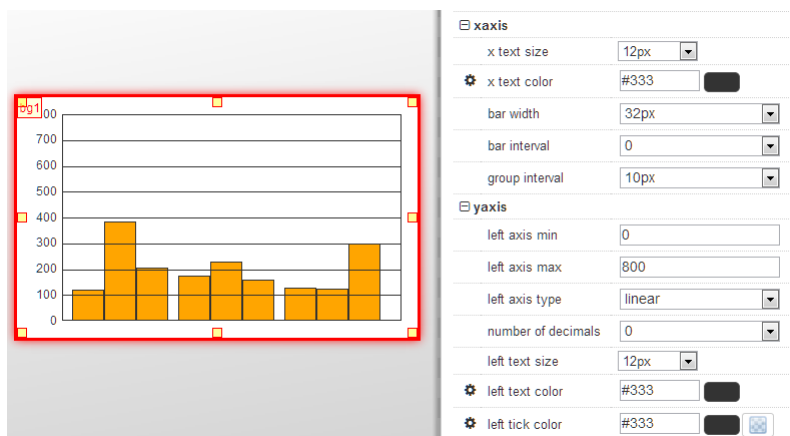 bg1 00
700
600
500
400
300
200
100
0
xaxis
x text size 12px
x text color #333
bar width 32px
bar interval 0
group interval 10px
yaxis
left axis min 0
left axis max 800
left axis type linear
number of decimals 0
left text size 12px
left text color #333
left tick color #333